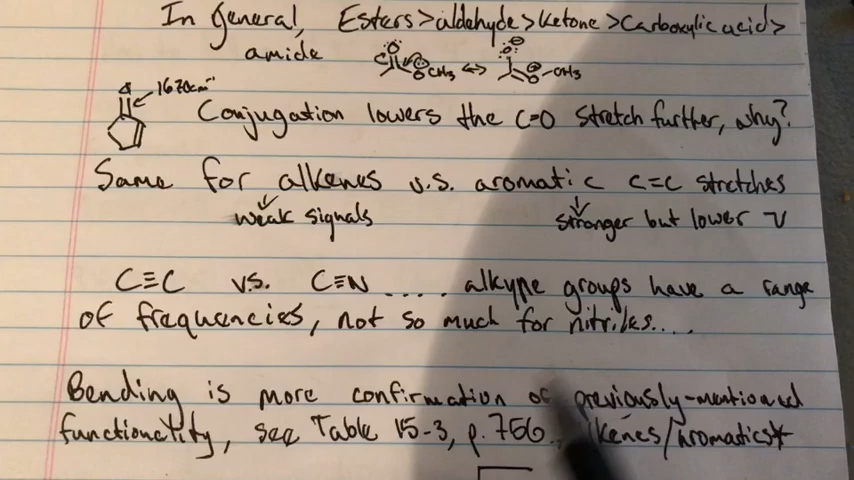 In General, Esters>aldehyde>ketone>Carboxylic acid>
amide
1670cm⁻¹
Conjugation lowers the C=O stretch further, why?
Same for alkenes v.s. aromatic C=C stretches
weak signals stronger but lower ν
C≡C vs. C≡N .... alkyne groups have a range
of frequencies, not so much for nitriles....
Bending is more confirmation of previously-mentioned
functionality, see Table 15-3, p.756